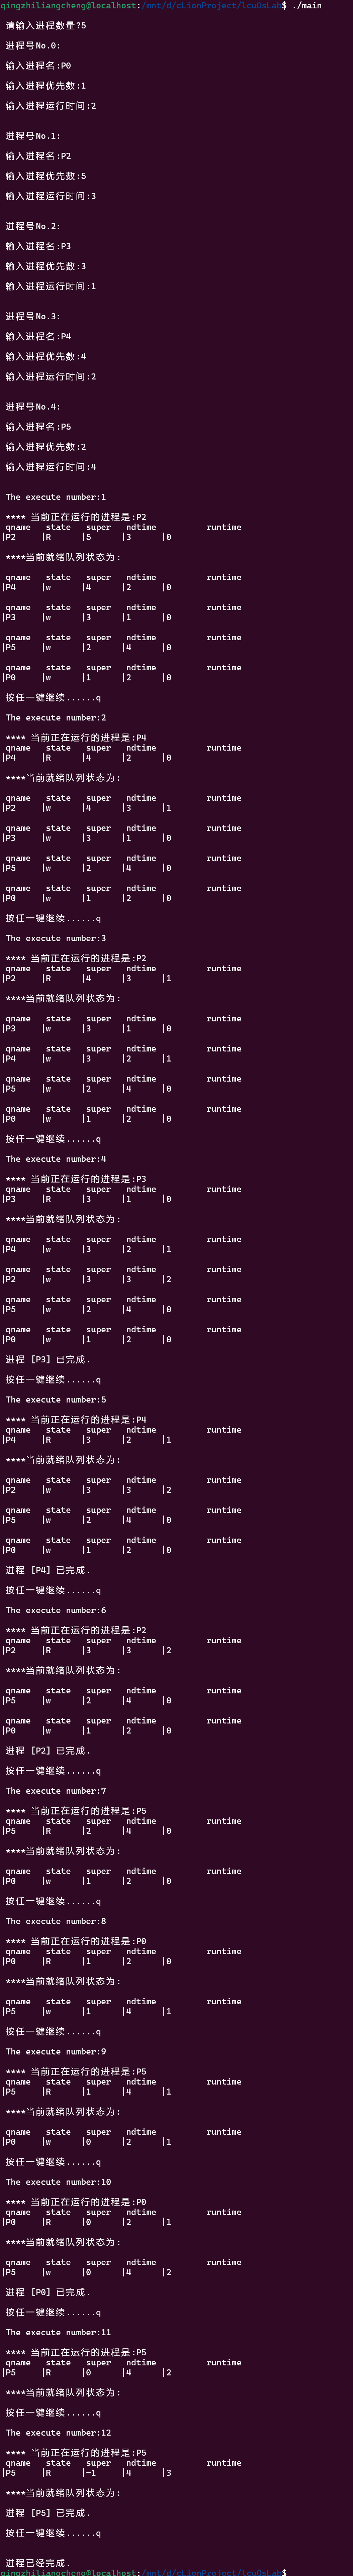 qingzhiliangcheng@localhost:/mnt/d/cLionProject/lcuOsLab$ ./main
请输入进程数量?5
进程号No.0:
输入进程名:P0
输入进程优先数:1
输入进程运行时间:2
进程号No.1:
输入进程名:P2
输入进程优先数:5
输入进程运行时间:3
进程号No.2:
输入进程名:P3
输入进程优先数:3
输入进程运行时间:1
进程号No.3:
输入进程名:P4
输入进程优先数:4
输入进程运行时间:2
进程号No.4:
输入进程名:P5
输入进程优先数:2
输入进程运行时间:4
The execute number:1
**** 当前正在运行的进程是:P2
qname state super ndtime runtime
|P2 |R |5 |3 |0
****当前就绪队列状态为:
qname state super ndtime runtime
|P4 |w |4 |2 |0
qname state super ndtime runtime
|P3 |w |3 |1 |0
qname state super ndtime runtime
|P5 |w |2 |4 |0
qname state super ndtime runtime
|P0 |w |1 |2 |0
按任一键继续......q
The execute number:2
**** 当前正在运行的进程是:P4
qname state super ndtime runtime
|P4 |R |4 |2 |0
****当前就绪队列状态为:
qname state super ndtime runtime
|P2 |w |4 |3 |1
qname state super ndtime runtime
|P3 |w |3 |1 |0
qname state super ndtime runtime
|P5 |w |2 |4 |0
qname state super ndtime runtime
|P0 |w |1 |2 |0
按任一键继续......q
The execute number:3
**** 当前正在运行的进程是:P2
qname state super ndtime runtime
|P2 |R |4 |3 |1
****当前就绪队列状态为:
qname state super ndtime runtime
|P3 |w |3 |1 |0
qname state super ndtime runtime
|P4 |w |3 |2 |1
qname state super ndtime runtime
|P5 |w |2 |4 |0
qname state super ndtime runtime
|P0 |w |1 |2 |0
按任一键继续......q
The execute number:4
**** 当前正在运行的进程是:P3
qname state super ndtime runtime
|P3 |R |3 |1 |0
****当前就绪队列状态为:
qname state super ndtime runtime
|P4 |w |3 |2 |1
qname state super ndtime runtime
|P2 |w |3 |3 |2
qname state super ndtime runtime
|P5 |w |2 |4 |0
qname state super ndtime runtime
|P0 |w |1 |2 |0
进程 [P3] 已完成.
按任一键继续......q
The execute number:5
**** 当前正在运行的进程是:P4
qname state super ndtime runtime
|P4 |R |3 |2 |1
****当前就绪队列状态为:
qname state super ndtime runtime
|P2 |w |3 |3 |2
qname state super ndtime runtime
|P5 |w |2 |4 |0
qname state super ndtime runtime
|P0 |w |1 |2 |0
进程 [P4] 已完成.
按任一键继续......q
The execute number:6
**** 当前正在运行的进程是:P2
qname state super ndtime runtime
|P2 |R |3 |3 |2
****当前就绪队列状态为:
qname state super ndtime runtime
|P5 |w |2 |4 |0
qname state super ndtime runtime
|P0 |w |1 |2 |0
进程 [P2] 已完成.
按任一键继续......q
The execute number:7
**** 当前正在运行的进程是:P5
qname state super ndtime runtime
|P5 |R |2 |4 |0
****当前就绪队列状态为:
qname state super ndtime runtime
|P0 |w |1 |2 |0
按任一键继续......q
The execute number:8
**** 当前正在运行的进程是:P0
qname state super ndtime runtime
|P0 |R |1 |2 |0
****当前就绪队列状态为:
qname state super ndtime runtime
|P5 |w |1 |4 |1
按任一键继续......q
The execute number:9
**** 当前正在运行的进程是:P5
qname state super ndtime runtime
|P5 |R |1 |4 |1
****当前就绪队列状态为:
qname state super ndtime runtime
|P0 |w |0 |2 |1
按任一键继续......q
The execute number:10
**** 当前正在运行的进程是:P0
qname state super ndtime runtime
|P0 |R |0 |2 |1
****当前就绪队列状态为:
qname state super ndtime runtime
|P5 |w |0 |4 |2
进程 [P0] 已完成.
按任一键继续......q
The execute number:11
**** 当前正在运行的进程是:P5
qname state super ndtime runtime
|P5 |R |0 |4 |2
****当前就绪队列状态为:
按任一键继续......q
The execute number:12
**** 当前正在运行的进程是:P5
qname state super ndtime runtime
|P5 |R |-1 |4 |3
****当前就绪队列状态为:
进程 [P5] 已完成.
按任一键继续......q
进程已经完成.
qingzhiliangcheng@localhost:/mnt/d/cLionProject/lcuOsLab$